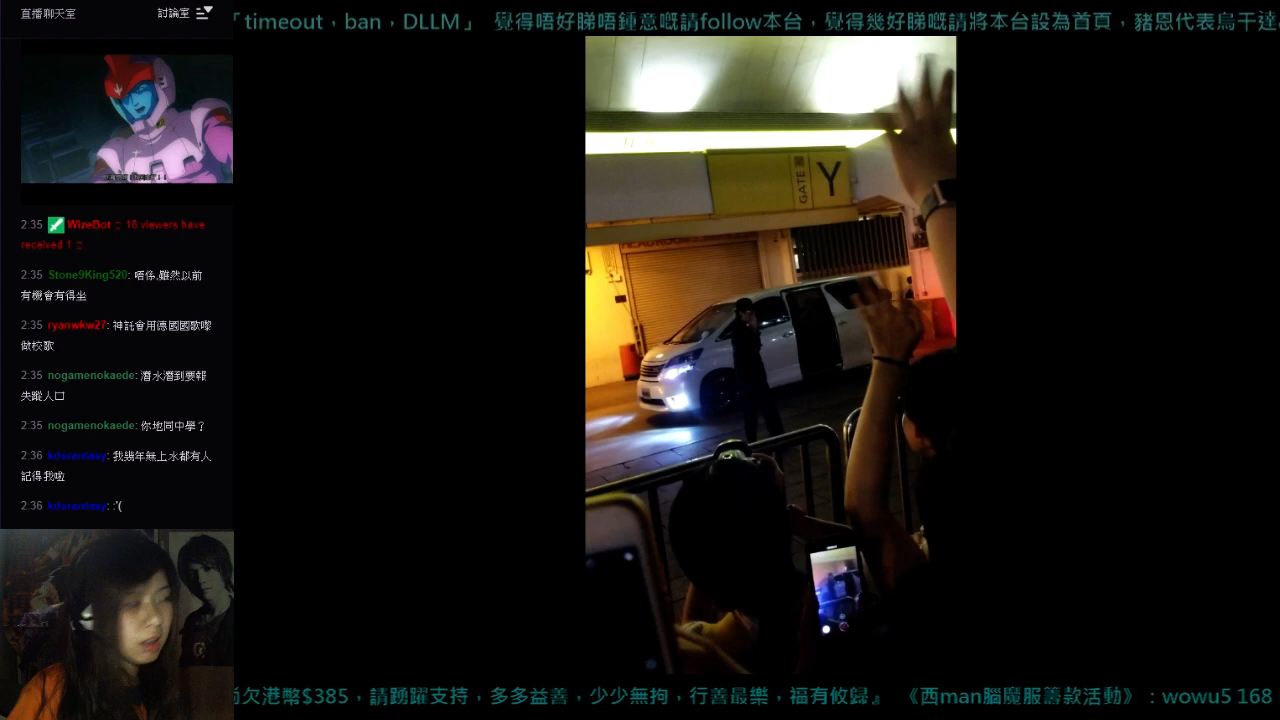 直播聊天室
討論室
「timeout，ban，DLLM」 覺得唔好睇唔鍾意嘅請follow本台，覺得幾好睇嘅請將本台設為首頁，豬恩代表烏干達
GATE 閘 Y
2:35 WizeBot :: 16 viewers have
received 1 ::
2:35 Stone9King520: 唔係,雖然以前
有機會有得坐
2:35 ryanwkw27: 神託會用德國國歌嚟
做校歌
2:35 nogamenokaede: 潛水潛到要報
失蹤人口
2:35 nogamenokaede: 你地同中學？
2:36 : 我幾年無上水都有人
記得我啦
2:36 : :'(
尚欠港幣$385，請踴躍支持，多多益善，少少無拘，行善最樂，福有攸歸』 《西man腦魔服籌款活動》：wowu5 168